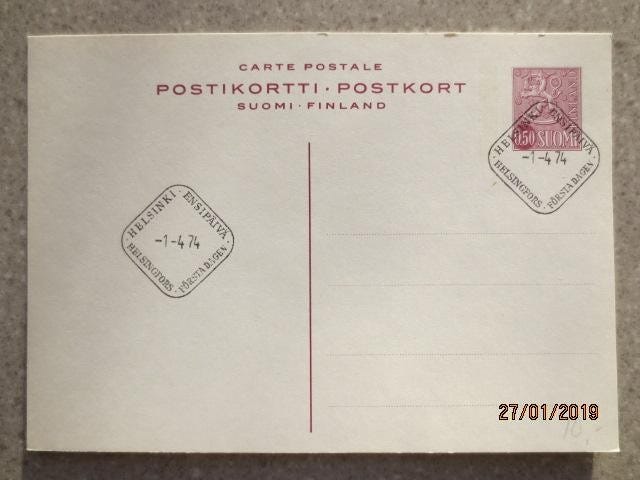 CARTE POSTALE
POSTIKORTTI · POSTKORT
SUOMI · FINLAND
0,50 SUOMI
HELSINKI · ENSIPÄIVÄ
-1-4 74
HELSINGFORS · FÖRSTA DAGEN
HELSINKI · ENSIPÄIVÄ
-1-4 74
HELSINGFORS · FÖRSTA DAGEN
27/01/2019
10,-